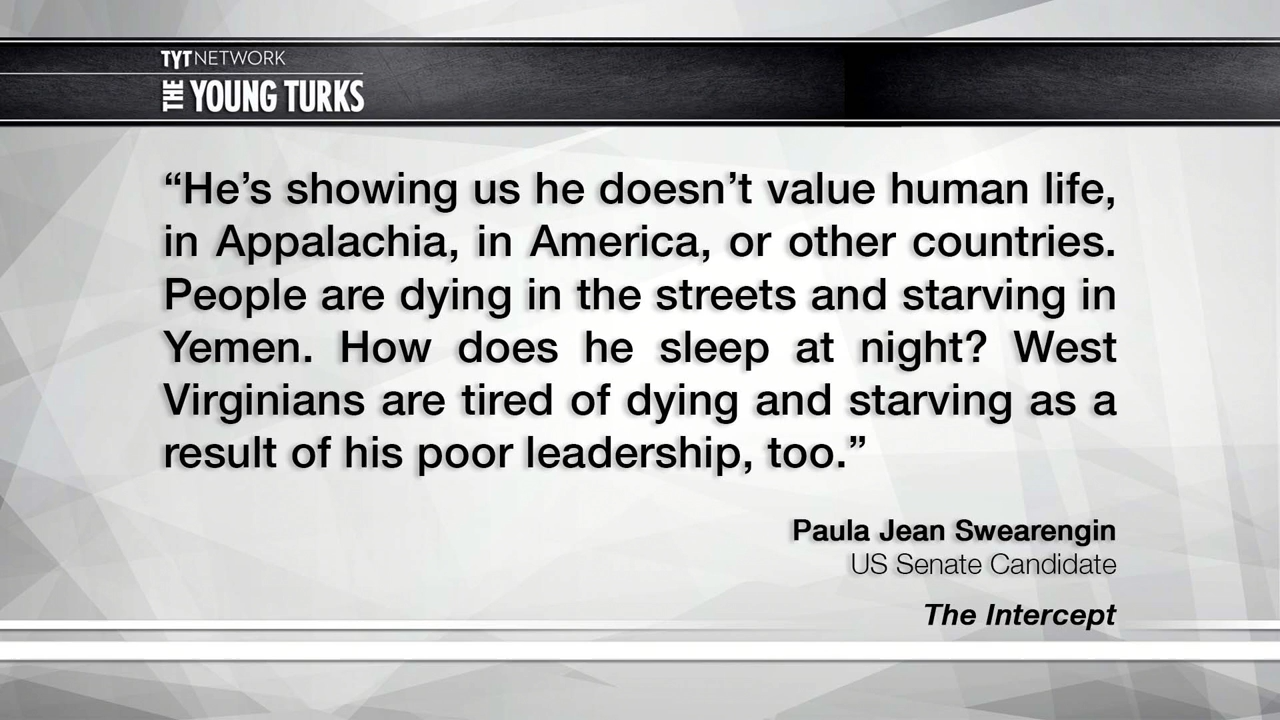 TYT NETWORK
THE YOUNG TURKS
“He’s showing us he doesn’t value human life,
in Appalachia, in America, or other countries.
People are dying in the streets and starving in
Yemen. How does he sleep at night? West
Virginians are tired of dying and starving as a
result of his poor leadership, too.”
Paula Jean Swearengin
US Senate Candidate
The Intercept